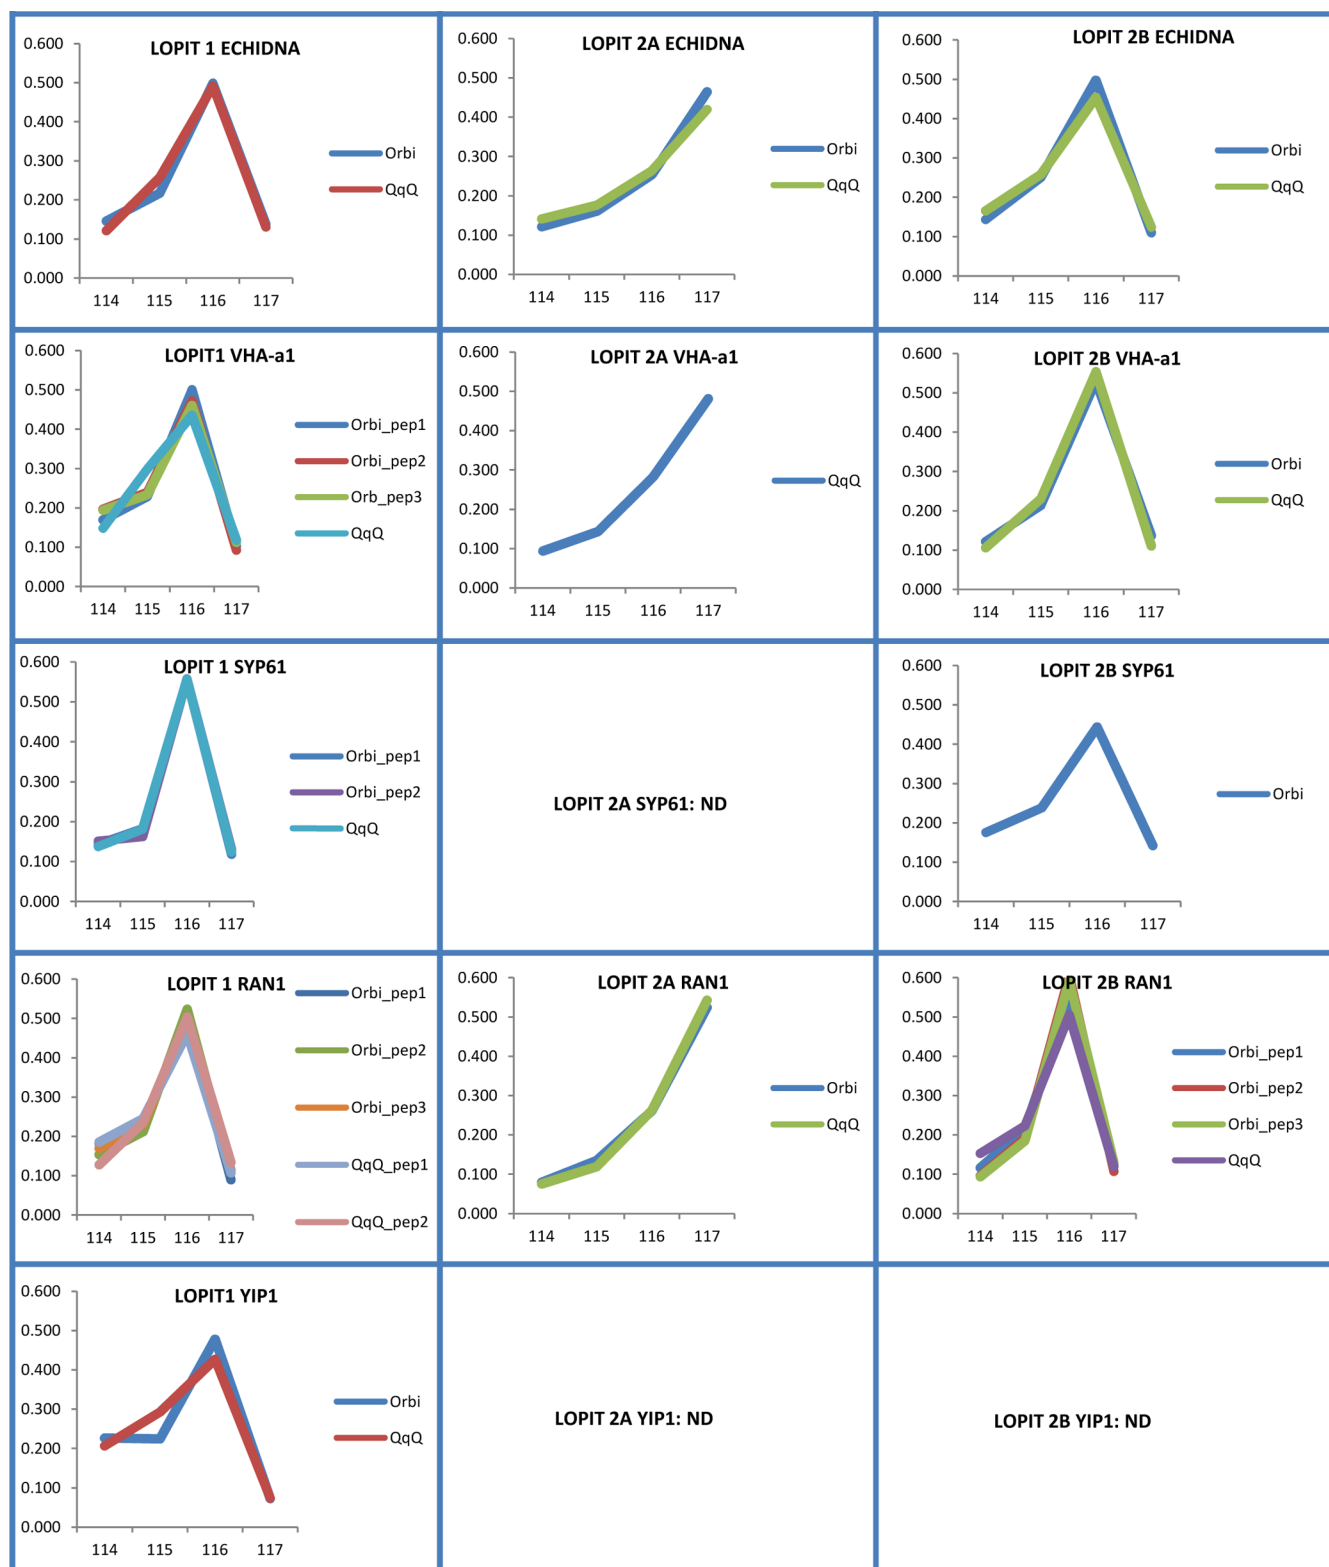 LOPIT 1 ECHIDNA
0.600
0.500
0.400
0.300
0.200
0.100
0.000
114 115 116 117
Orbi
QqQ
LOPIT 2A ECHIDNA
0.600
0.500
0.400
0.300
0.200
0.100
0.000
114 115 116 117
Orbi
QqQ
LOPIT 2B ECHIDNA
0.600
0.500
0.400
0.300
0.200
0.100
0.000
114 115 116 117
Orbi
QqQ
LOPIT1 VHA-a1
0.600
0.500
0.400
0.300
0.200
0.100
0.000
114 115 116 117
Orbi_pep1
Orbi_pep2
Orb_pep3
QqQ
LOPIT 2A VHA-a1
0.600
0.500
0.400
0.300
0.200
0.100
0.000
114 115 116 117
QqQ
LOPIT 2B VHA-a1
0.600
0.500
0.400
0.300
0.200
0.100
0.000
114 115 116 117
Orbi
QqQ
LOPIT 1 SYP61
0.600
0.500
0.400
0.300
0.200
0.100
0.000
114 115 116 117
Orbi_pep1
Orbi_pep2
QqQ
LOPIT 2A SYP61: ND
LOPIT 2B SYP61
0.600
0.500
0.400
0.300
0.200
0.100
0.000
114 115 116 117
Orbi
LOPIT 1 RAN1
0.600
0.500
0.400
0.300
0.200
0.100
0.000
114 115 116 117
Orbi_pep1
Orbi_pep2
Orbi_pep3
QqQ_pep1
QqQ_pep2
LOPIT 2A RAN1
0.600
0.500
0.400
0.300
0.200
0.100
0.000
114 115 116 117
Orbi
QqQ
LOPIT 2B RAN1
0.600
0.500
0.400
0.300
0.200
0.100
0.000
114 115 116 117
Orbi_pep1
Orbi_pep2
Orbi_pep3
QqQ
LOPIT1 YIP1
0.600
0.500
0.400
0.300
0.200
0.100
0.000
114 115 116 117
Orbi
QqQ
LOPIT 2A YIP1: ND
LOPIT 2B YIP1: ND